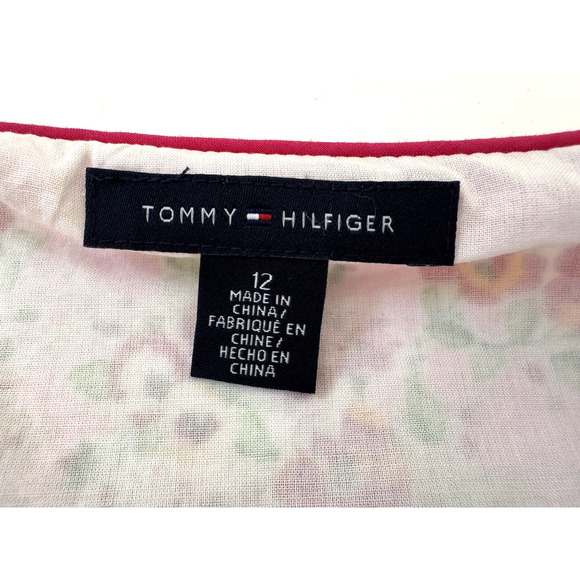 TOMMY HILFIGER
12
MADE IN
CHINA/
FABRIQUÉ EN
CHINE/
HECHO EN
CHINA